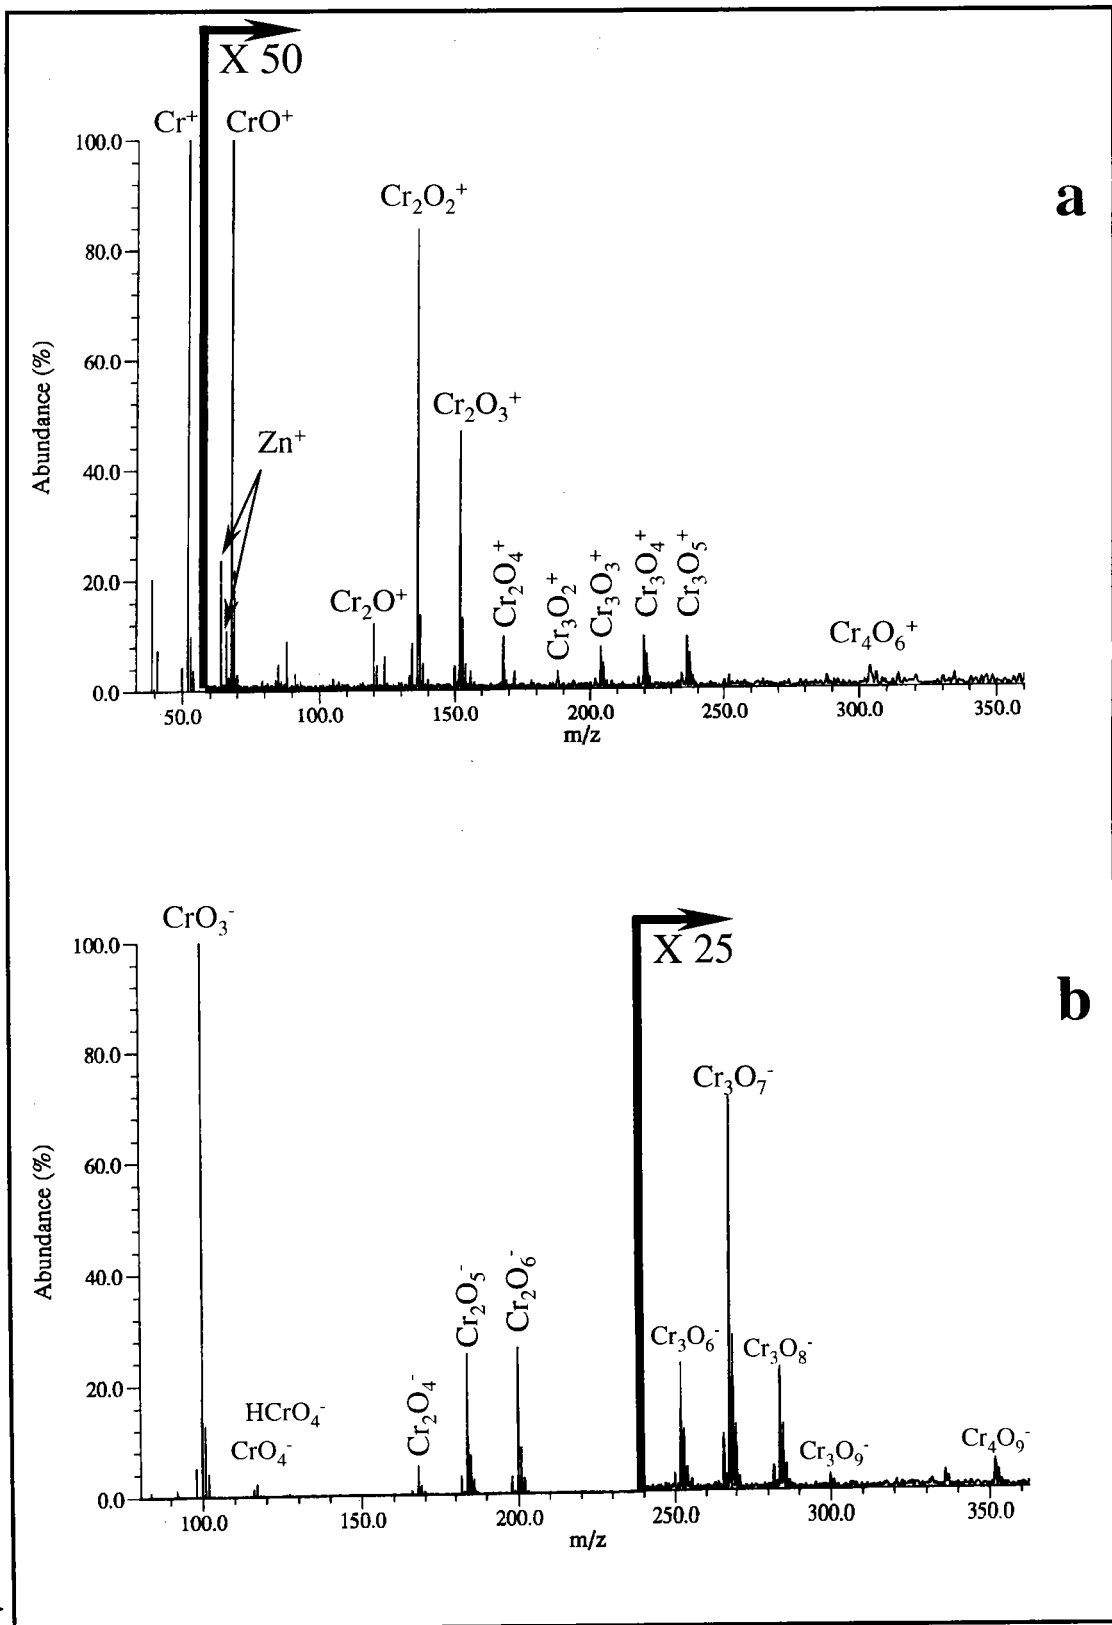 X 50
Cr⁺ CrO⁺
100.0
Cr₂O₂⁺
a
80.0
60.0
Cr₂O₃⁺
Zn⁺
40.0
Abundance (%)
Cr₂O₄⁺
Cr₃O₂⁺
Cr₃O₃⁺
Cr₃O₄⁺
Cr₃O₅⁺
20.0
Cr₂O⁺
Cr₄O₆⁺
0.0
50.0 100.0 150.0 200.0 250.0 300.0 350.0
m/z
CrO₃⁻
X 25
100.0
b
80.0
Cr₃O₇⁻
60.0
Abundance (%)
40.0
Cr₂O₄⁻
Cr₂O₅⁻
Cr₂O₆⁻
Cr₃O₆⁻ Cr₃O₈⁻
20.0
HCrO₄⁻
CrO₄⁻
Cr₃O₉⁻ Cr₄O₉⁻
0.0
100.0 150.0 200.0 250.0 300.0 350.0
m/z